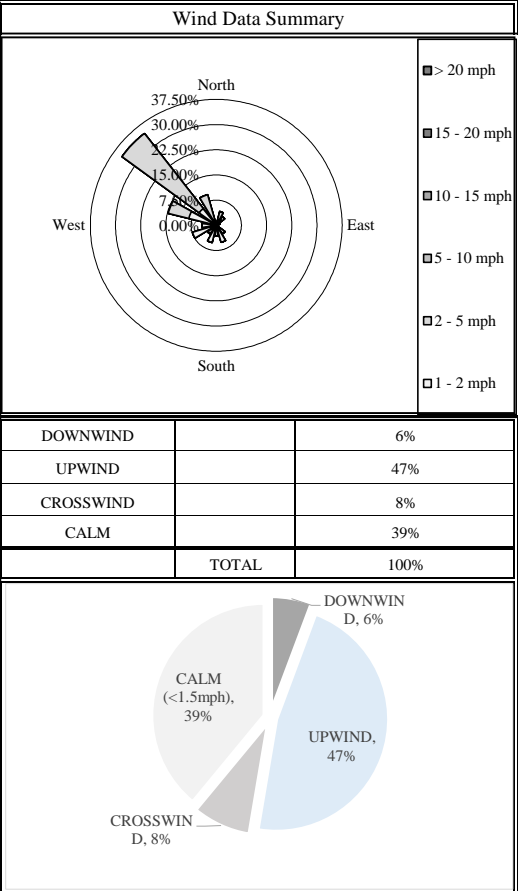 Wind Data Summary
North
37.50%
30.00%
22.50%
15.00%
7.50%
0.00%
West
East
South
> 20 mph
15 - 20 mph
10 - 15 mph
5 - 10 mph
2 - 5 mph
1 - 2 mph
DOWNWIND 6%
UPWIND 47%
CROSSWIND 8%
CALM 39%
TOTAL 100%
DOWNWIN
D, 6%
CALM
(<1.5mph),
39%
UPWIND,
47%
CROSSWIN
D, 8%